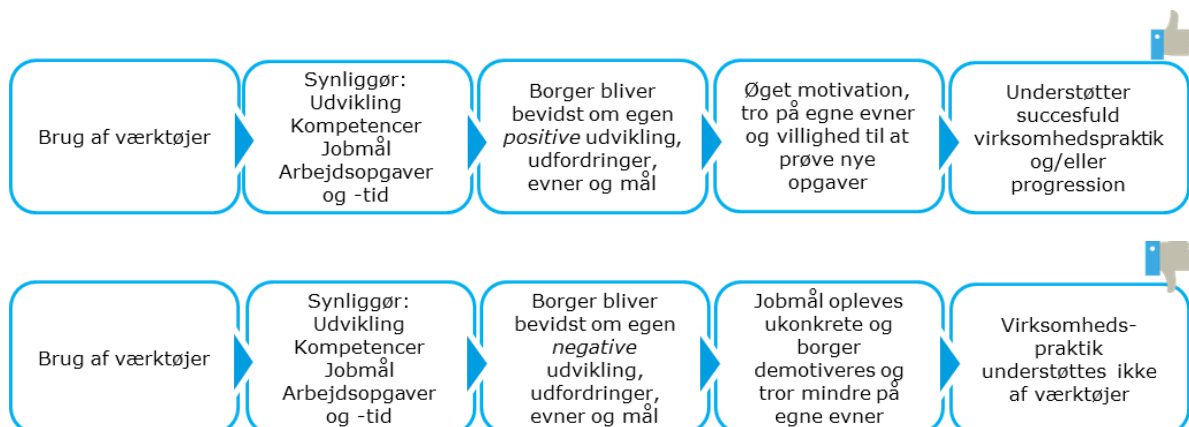 Brug af værktøjer
Synliggør:
Udvikling
Kompetencer
Jobmål
Arbejdsopgaver
og -tid
Borger bliver
bevidst om egen
positive udvikling,
udfordringer,
evner og mål
Øget motivation,
tro på egne evner
og villighed til at
prøve nye
opgaver
Understøtter
succesfuld
virksomhedspraktik
og/eller
progression
Brug af værktøjer
Synliggør:
Udvikling
Kompetencer
Jobmål
Arbejdsopgaver
og -tid
Borger bliver
bevidst om egen
negative
udvikling,
udfordringer,
evner og mål
Jobmål opleves
ukonkrete og
borger
demotiveres og
tror mindre på
egne evner
Virksomheds-
praktik
understøttes ikke
af værktøjer